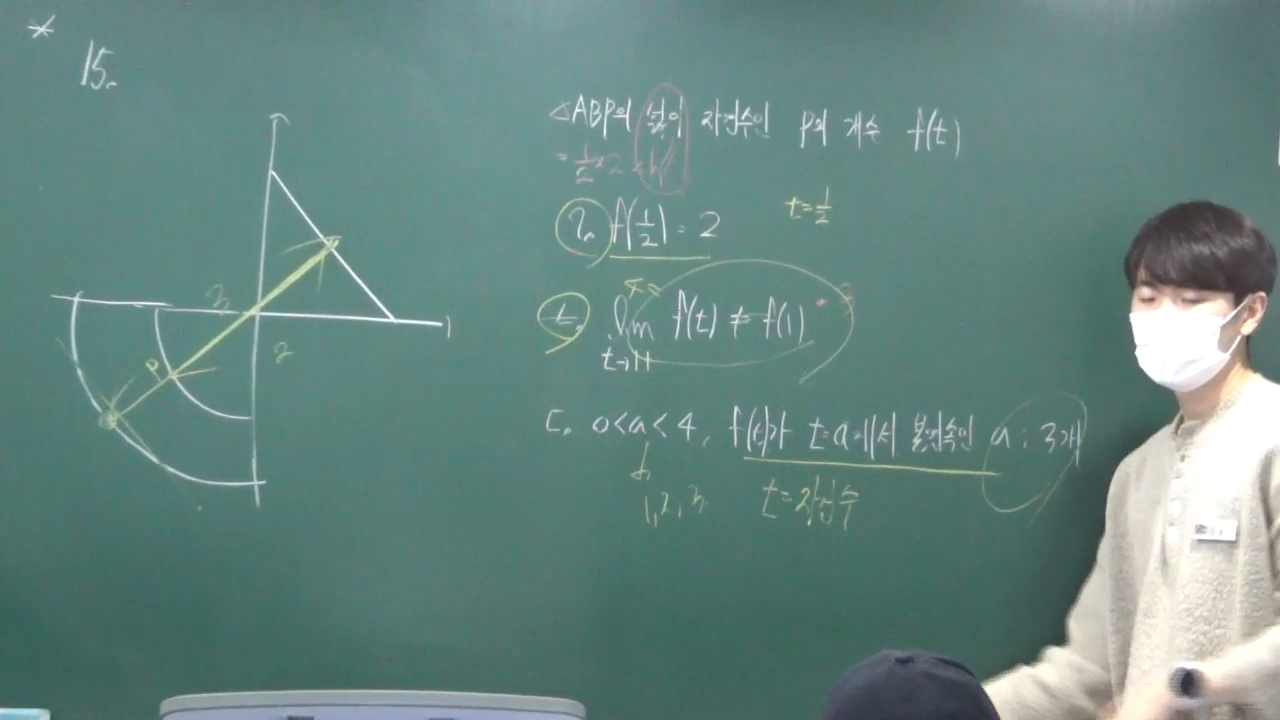 15.
△ABP의 넓이 자연수인 P의 개수 f(t)
= 1/2 × 2 × h
t = 1/2
ㄱ. f(1/2) = 2
ㄴ. lim t→1+ f(t) ≠ f(1)
ㄷ. 0<a<4, f(t)가 t=a에서 불연속인 a : 3개
1, 2, 3
t = 자연수
3
2
P